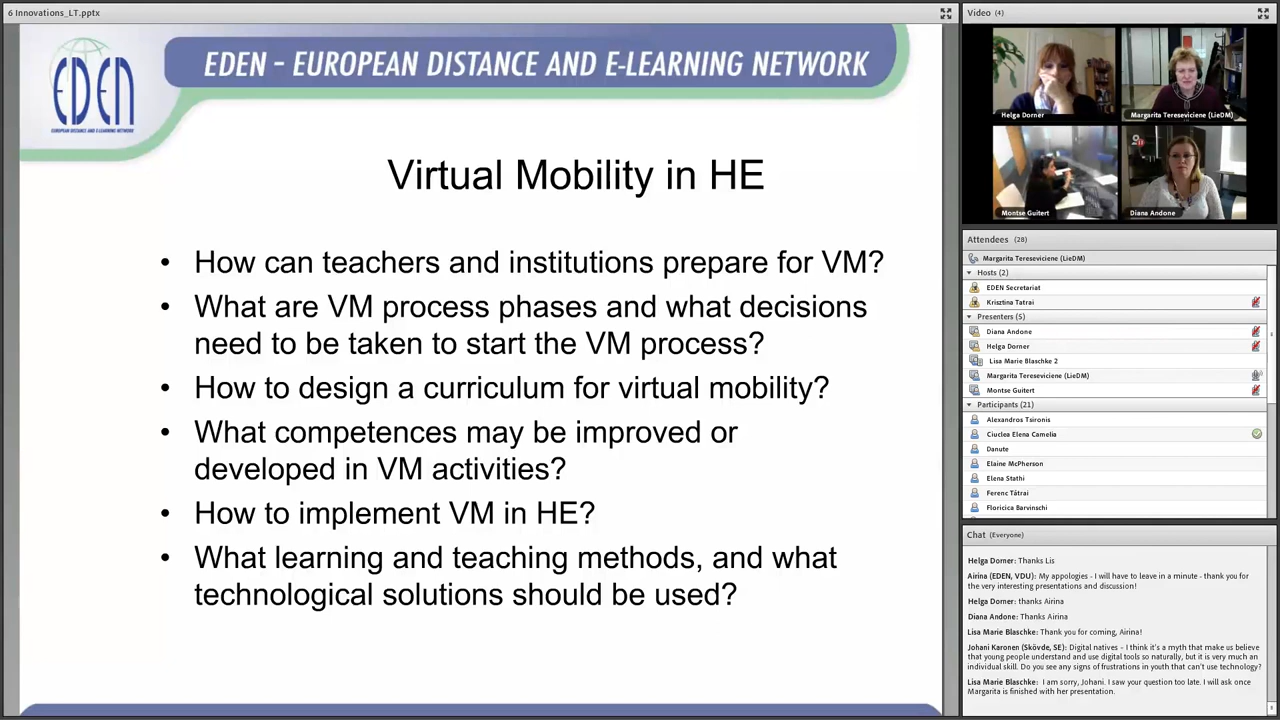 6 Innovations_LT.pptx
EDEN
EUROPEAN DISTANCE AND E-LEARNING NETWORK
EDEN - EUROPEAN DISTANCE AND E-LEARNING NETWORK
Virtual Mobility in HE
• How can teachers and institutions prepare for VM?
• What are VM process phases and what decisions
need to be taken to start the VM process?
• How to design a curriculum for virtual mobility?
• What competences may be improved or
developed in VM activities?
• How to implement VM in HE?
• What learning and teaching methods, and what
technological solutions should be used?
Video (4)
Helga Dorner
Margarita Tereseviciene (LieDM)
Montse Guitert
Diana Andone
Attendees (28)
Margarita Tereseviciene (LieDM)
Hosts (2)
EDEN Secretariat
Krisztina Tatrai
Presenters (5)
Diana Andone
Helga Dorner
Lisa Marie Blaschke 2
Margarita Tereseviciene (LieDM)
Montse Guitert
Participants (21)
Alexandros Tsironis
Ciuclea Elena Camelia
Danute
Elaine McPherson
Elena Stathi
Ferenc Tátrai
Floricica Barvinschi
Chat (Everyone)
Helga Dorner: Thanks Lis
Airina (EDEN, VDU): My appologies - I will have to leave in a minute - thank you for
the very interesting presentations and discussion!
Helga Dorner: thanks Airina
Diana Andone: Thanks Airina
Lisa Marie Blaschke: Thank you for coming, Airina!
Johani Karonen (Skövde, SE): Digital natives – I think it's a myth that make us believe
that young people understand and use digital tools so naturally, but it is very much an
individual skill. Do you see any signs of frustrations in youth that can't use technology?
Lisa Marie Blaschke: I am sorry, Johani. I saw your question too late. I will ask once
Margarita is finished with her presentation.